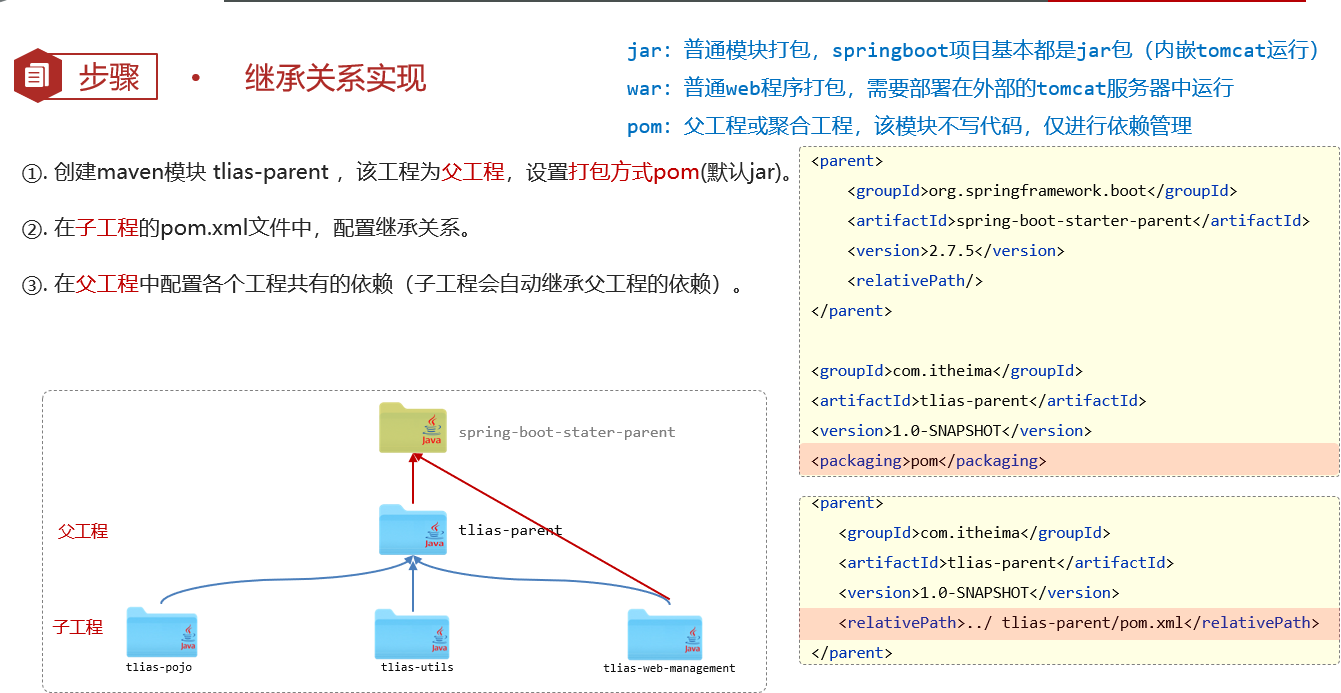 步骤
· 继承关系实现
jar：普通模块打包，springboot项目基本都是jar包（内嵌tomcat运行）
war：普通web程序打包，需要部署在外部的tomcat服务器中运行
pom：父工程或聚合工程，该模块不写代码，仅进行依赖管理
①. 创建maven模块 tlias-parent ，该工程为父工程，设置打包方式pom(默认jar)。
②. 在子工程的pom.xml文件中，配置继承关系。
③. 在父工程中配置各个工程共有的依赖（子工程会自动继承父工程的依赖）。
<parent>
<groupId>org.springframework.boot</groupId>
<artifactId>spring-boot-starter-parent</artifactId>
<version>2.7.5</version>
<relativePath/>
</parent>
<groupId>com.itheima</groupId>
<artifactId>tlias-parent</artifactId>
<version>1.0-SNAPSHOT</version>
<packaging>pom</packaging>
<parent>
<groupId>com.itheima</groupId>
<artifactId>tlias-parent</artifactId>
<version>1.0-SNAPSHOT</version>
<relativePath>../ tlias-parent/pom.xml</relativePath>
</parent>
Java
spring-boot-stater-parent
父工程
Java
tlias-parent
子工程
Java
Java
Java
tlias-pojo
tlias-utils
tlias-web-management